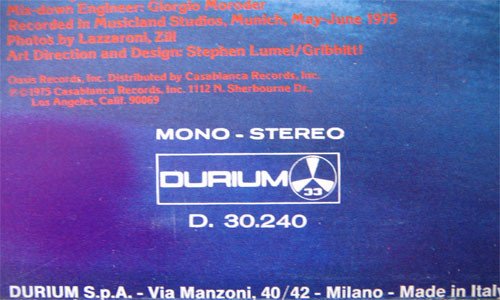 Mix-down Engineer: Giorgio Moroder
Recorded in Musicland Studios, Munich, May-June 1975
Photos by Lazzaroni, Zill
Art Direction and Design: Stephen Lumel/Gribbitt!
Oasis Records, Inc. Distributed by Casablanca Records, Inc.
℗©1975 Casablanca Records, Inc. 1112 N. Sherbourne Dr.,
Los Angeles, Calif. 90069
MONO - STEREO
DURIUM 33
D. 30.240
DURIUM S.p.A. - Via Manzoni, 40/42 - Milano - Made in Italy